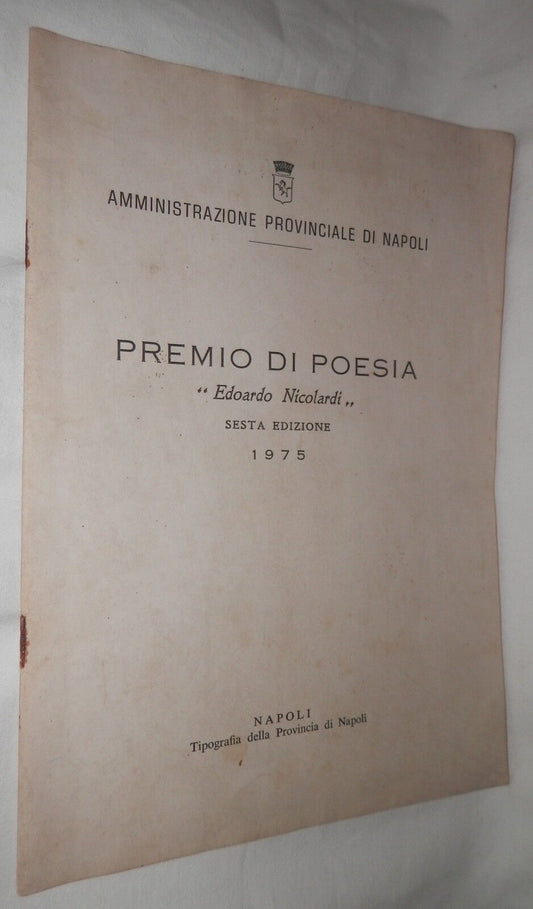 AMMINISTRAZIONE PROVINCIALE DI NAPOLI
PREMIO DI POESIA
“ Edoardo Nicolardi „
SESTA EDIZIONE
1975
NAPOLI
Tipografia della Provincia di Napoli